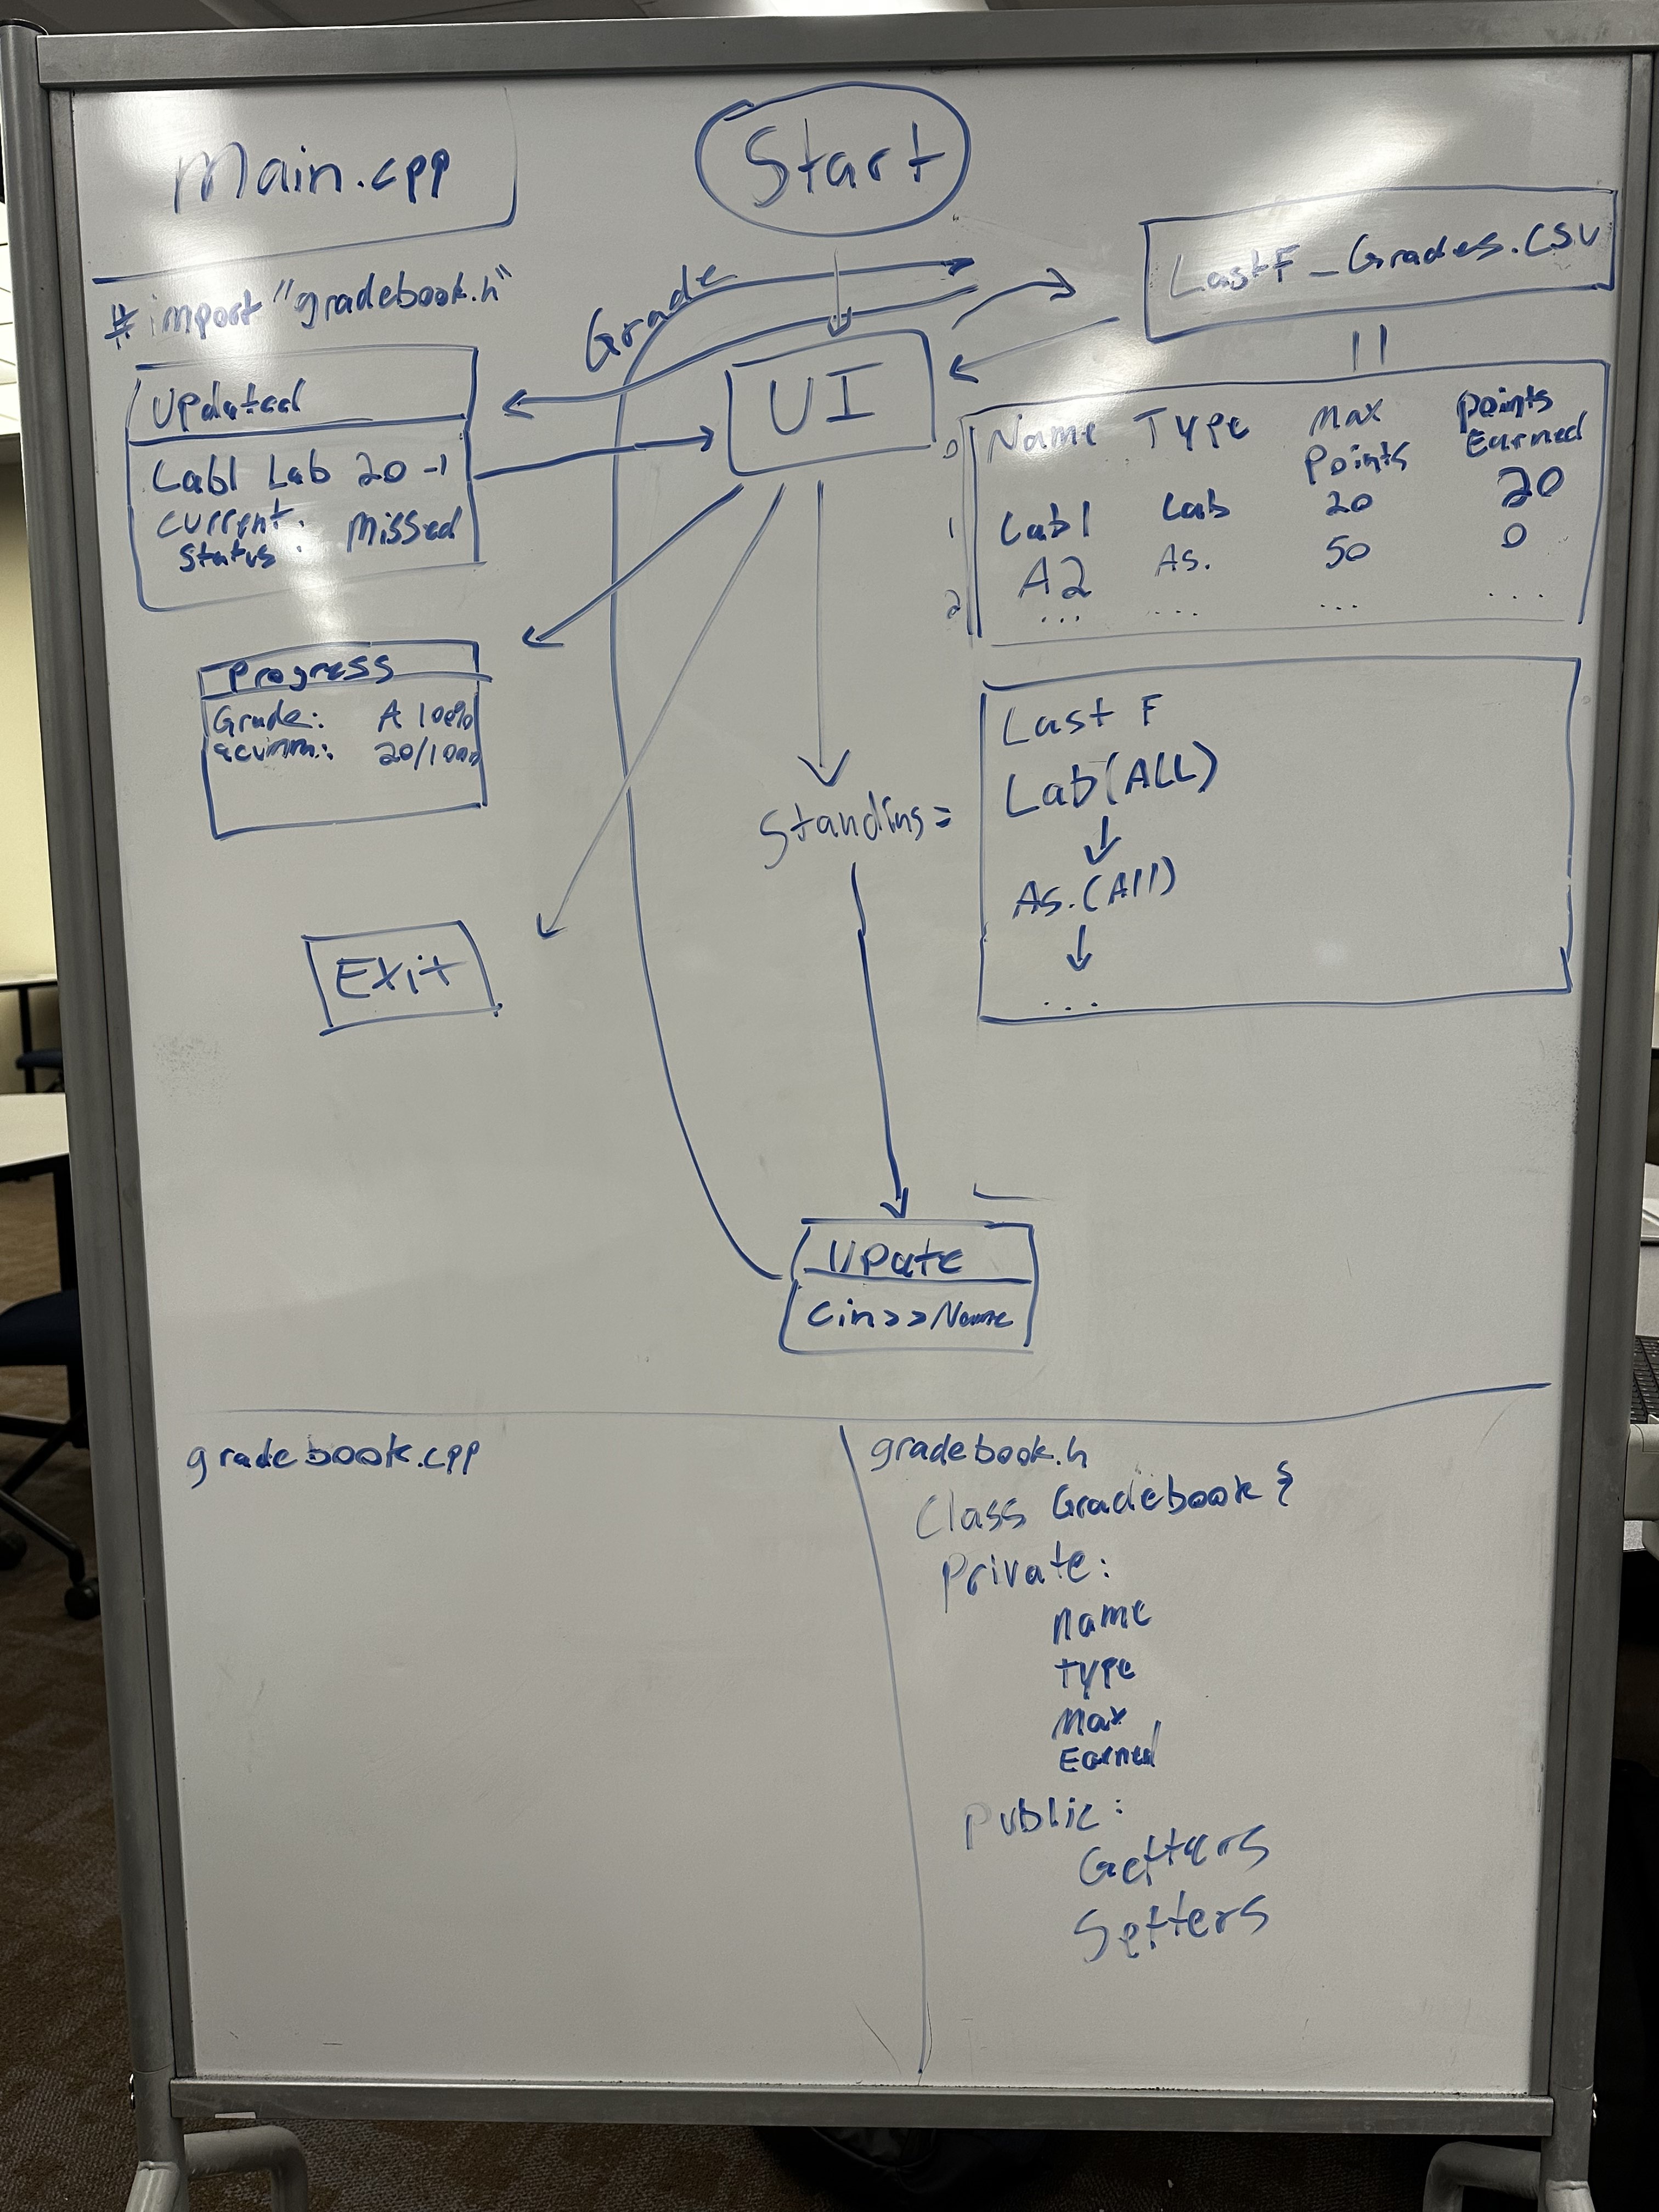 Main.cpp
Start
#import "gradebook.h"
LastF_Grades.csv
Grade
UI
Updated
Lab1 Lab 20 -1
current
status: Missed
Name Type Max Points Points Earned
0
1 Lab1 Lab 20 20
A2 As. 50 0
2 ... ... ... ...
Progress
Grade: A 100%
20/1000
Exit
Standing =
Last F
Lab(ALL)
As.(All)
...
Upate
Cin>>Name
gradebook.cpp
gradebook.h
Class Gradebook {
Private:
name
type
Max
Earned
public:
Getters
Setters